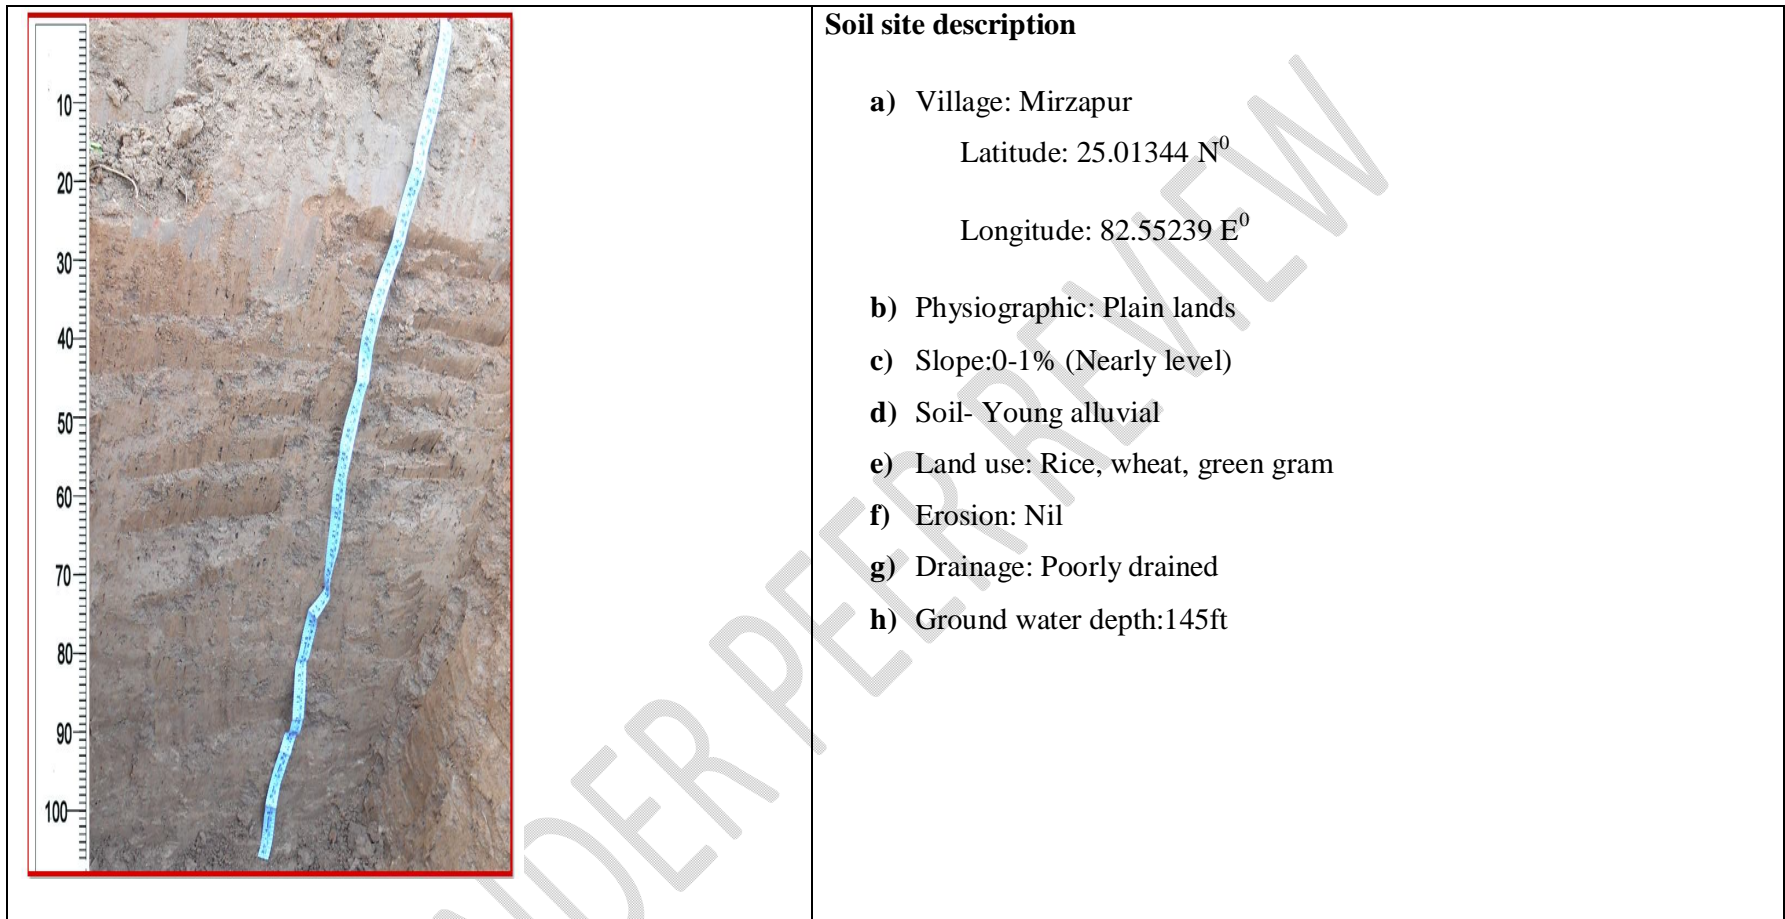 10
20
30
40
50
60
70
80
90
100
Soil site description
a) Village: Mirzapur
Latitude: 25.01344 N⁰
Longitude: 82.55239 E⁰
b) Physiographic: Plain lands
c) Slope:0-1% (Nearly level)
d) Soil- Young alluvial
e) Land use: Rice, wheat, green gram
f) Erosion: Nil
g) Drainage: Poorly drained
h) Ground water depth:145ft
UNDER PEER REVIEW